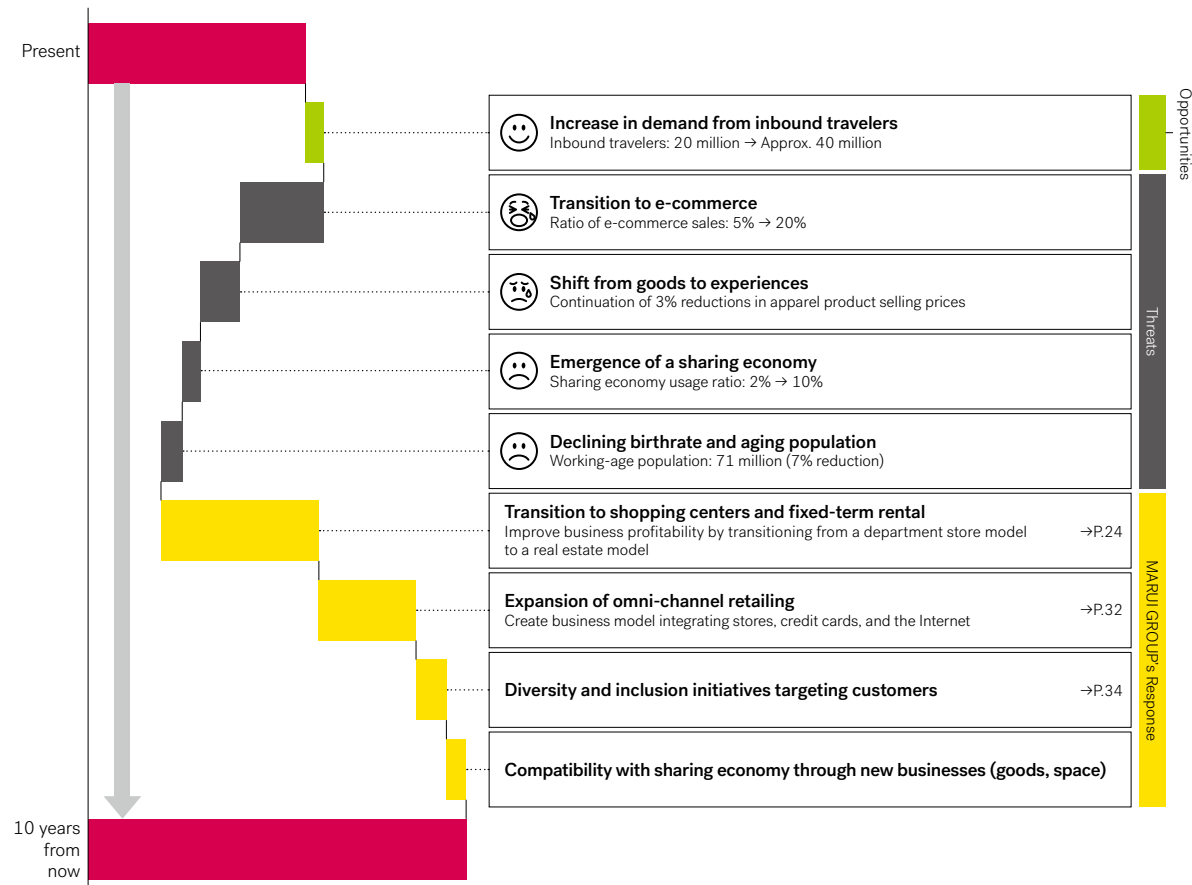 Present
Increase in demand from inbound travelers
Inbound travelers: 20 million → Approx. 40 million
Opportunities
Transition to e-commerce
Ratio of e-commerce sales: 5% → 20%
Shift from goods to experiences
Continuation of 3% reductions in apparel product selling prices
Threats
Emergence of a sharing economy
Sharing economy usage ratio: 2% → 10%
Declining birthrate and aging population
Working-age population: 71 million (7% reduction)
Transition to shopping centers and fixed-term rental
Improve business profitability by transitioning from a department store model
to a real estate model
→P.24
Expansion of omni-channel retailing
Create business model integrating stores, credit cards, and the Internet
→P.32
MARUI GROUP's Response
Diversity and inclusion initiatives targeting customers
→P.34
Compatibility with sharing economy through new businesses (goods, space)
10 years
from
now